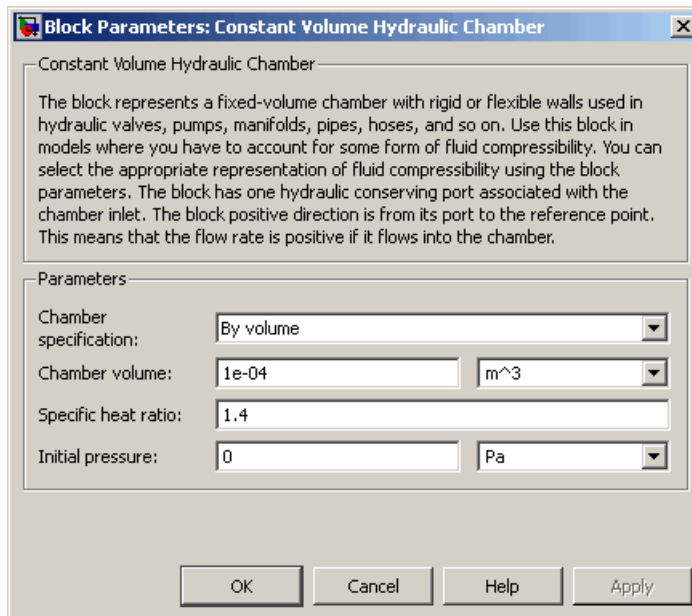 Block Parameters: Constant Volume Hydraulic Chamber
Constant Volume Hydraulic Chamber
The block represents a fixed-volume chamber with rigid or flexible walls used in
hydraulic valves, pumps, manifolds, pipes, hoses, and so on. Use this block in
models where you have to account for some form of fluid compressibility. You can
select the appropriate representation of fluid compressibility using the block
parameters. The block has one hydraulic conserving port associated with the
chamber inlet. The block positive direction is from its port to the reference point.
This means that the flow rate is positive if it flows into the chamber.
Parameters
Chamber
specification:
By volume
Chamber volume: 1e-04 m^3
Specific heat ratio: 1.4
Initial pressure: 0 Pa
OK Cancel Help Apply